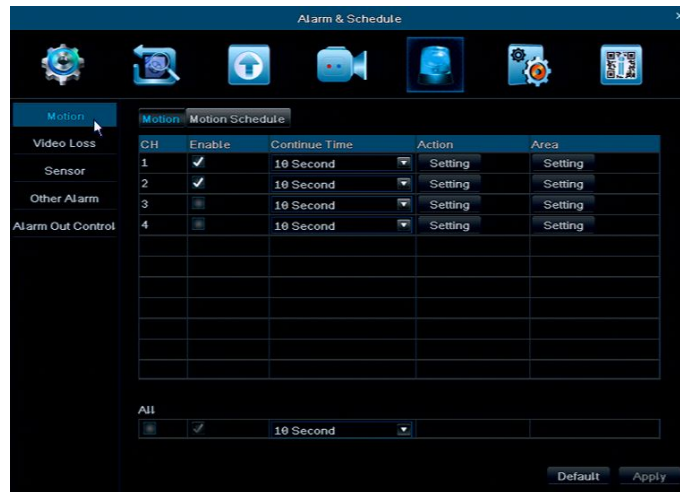 Alarm & Schedule
Motion
Video Loss
Sensor
Other Alarm
Alarm Out Control
Motion Motion Schedule
CH Enable Continue Time Action Area
1 10 Second Setting Setting
2 10 Second Setting Setting
3 10 Second Setting Setting
4 10 Second Setting Setting
All
10 Second
Default Apply